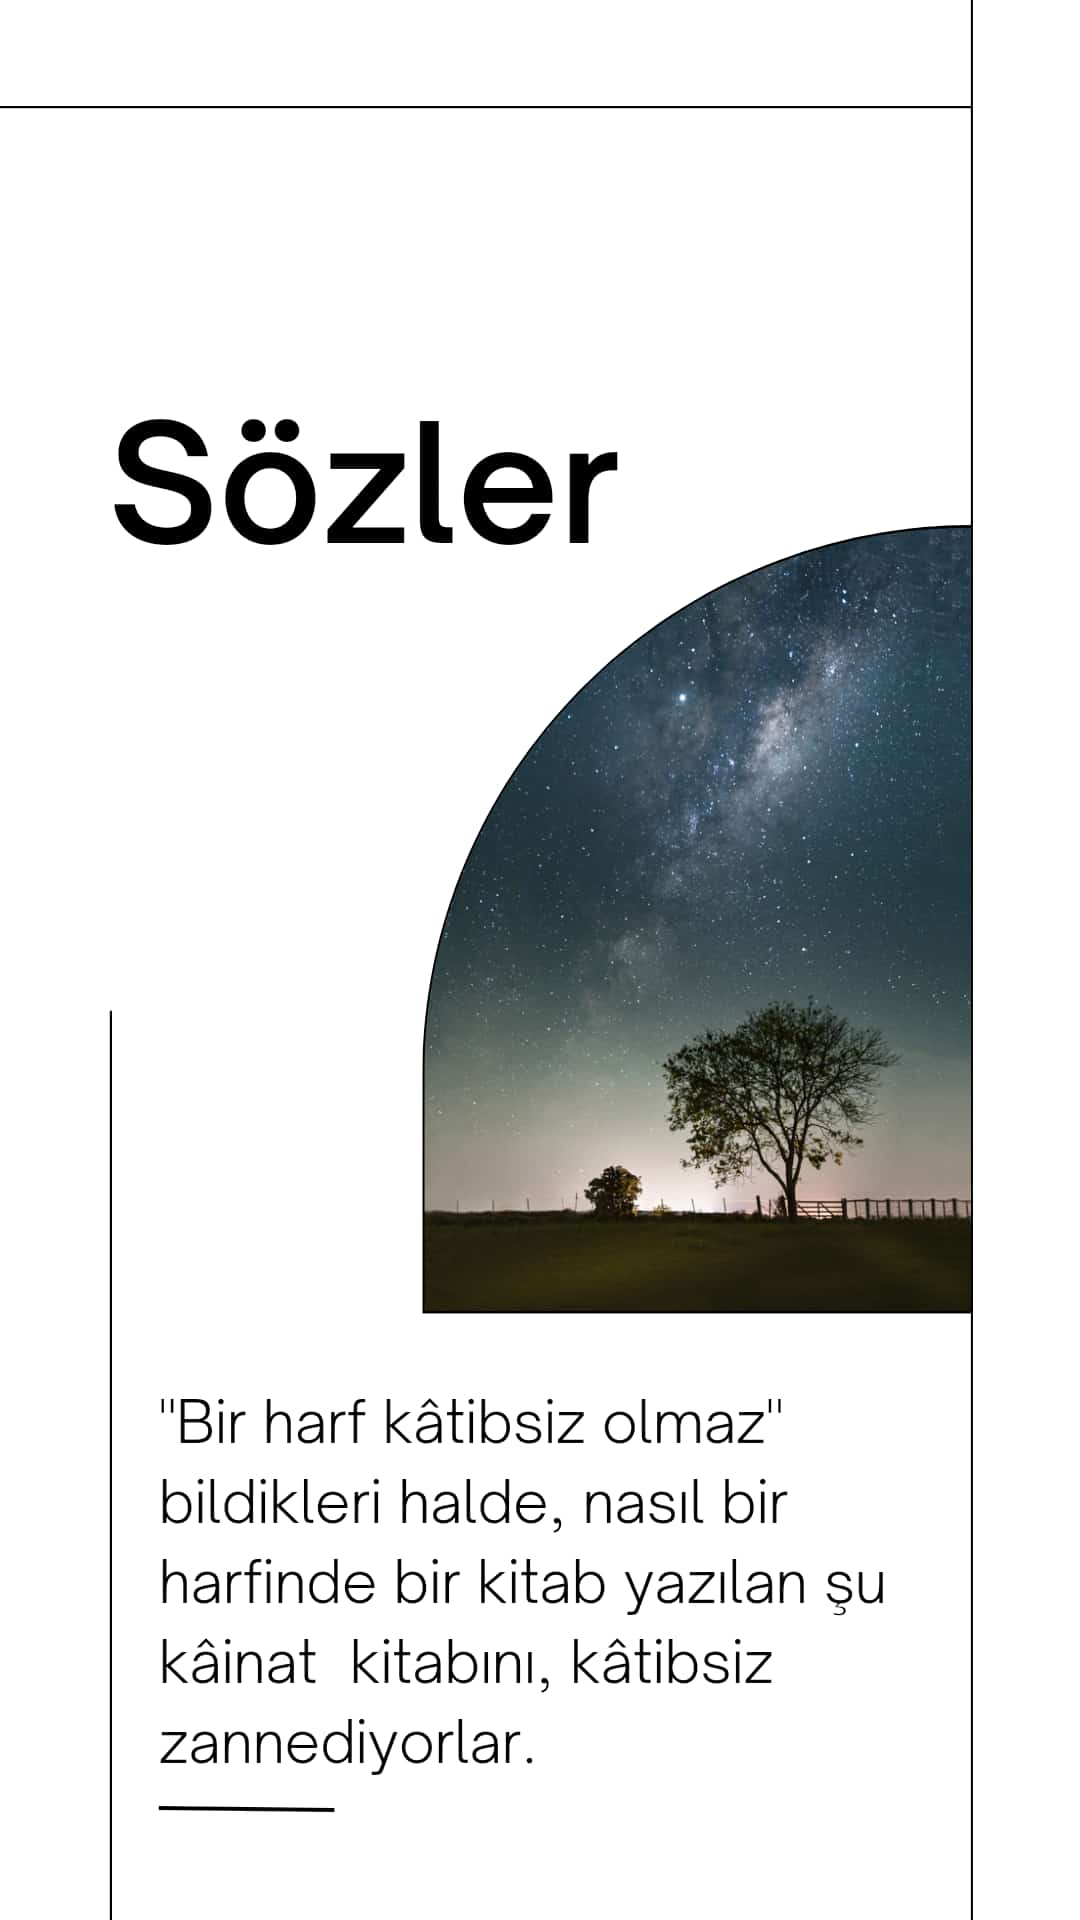 Sözler
"Bir harf kâtibsiz olmaz"
bildikleri halde, nasıl bir
harfinde bir kitab yazılan şu
kâinat  kitabını, kâtibsiz
zannediyorlar.